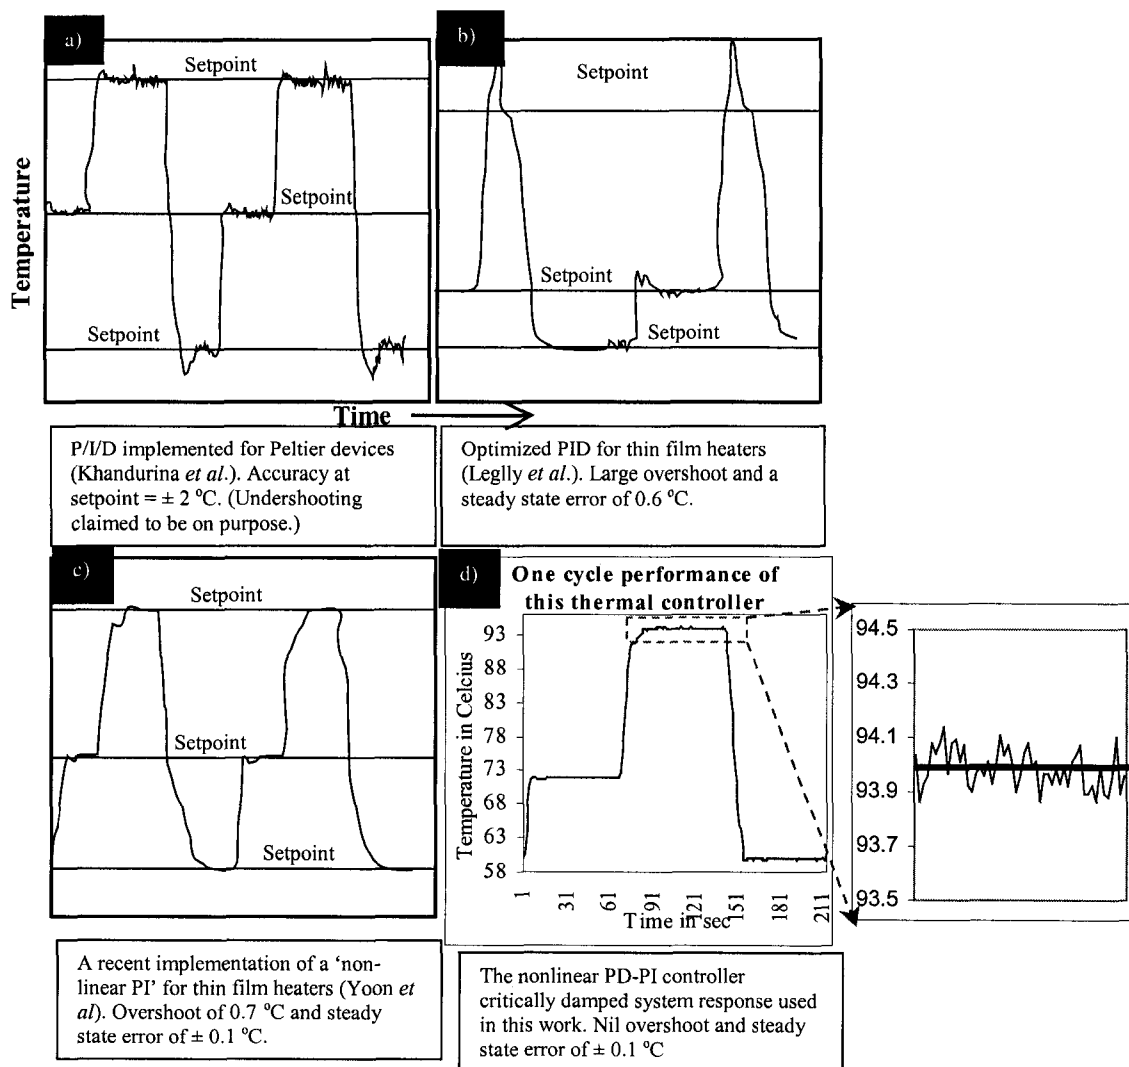 a)
Setpoint
Setpoint
Setpoint
b)
Setpoint
Setpoint
Setpoint
Temperature
Time
P/I/D implemented for Peltier devices
(Khandurina et al.). Accuracy at
setpoint = ± 2 °C. (Undershooting
claimed to be on purpose.)
Optimized PID for thin film heaters
(Leglly et al.). Large overshoot and a
steady state error of 0.6 °C.
c)
Setpoint
Setpoint
Setpoint
d)
One cycle performance of
this thermal controller
Temperature in Celcius
93
88
83
78
73
68
63
58
1
31
61
91
121
151
181
211
Time in sec
94.5
94.3
94.1
93.9
93.7
93.5
A recent implementation of a ‘non-
linear PI’ for thin film heaters (Yoon et
al). Overshoot of 0.7 °C and steady
state error of ± 0.1 °C.
The nonlinear PD-PI controller
critically damped system response used
in this work. Nil overshoot and steady
state error of ± 0.1 °C